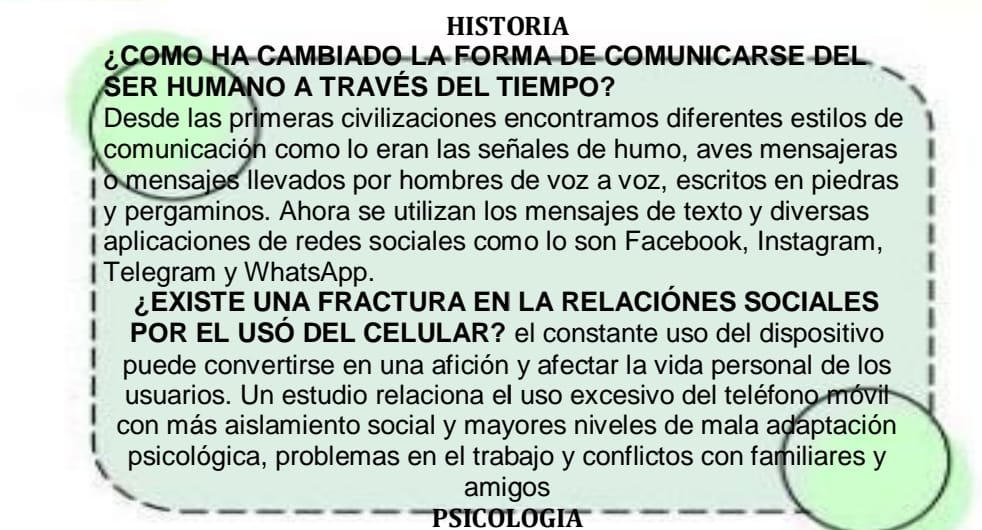 HISTORIA
¿COMO HA CAMBIADO LA FORMA DE COMUNICARSE DEL
SER HUMANO A TRAVÉS DEL TIEMPO?
Desde las primeras civilizaciones encontramos diferentes estilos de
comunicación como lo eran las señales de humo, aves mensajeras
o mensajes llevados por hombres de voz a voz, escritos en piedras
y pergaminos. Ahora se utilizan los mensajes de texto y diversas
aplicaciones de redes sociales como lo son Facebook, Instagram,
Telegram y WhatsApp.
¿EXISTE UNA FRACTURA EN LA RELACIÓNES SOCIALES
POR EL USÓ DEL CELULAR? el constante uso del dispositivo
puede convertirse en una afición y afectar la vida personal de los
usuarios. Un estudio relaciona el uso excesivo del teléfono móvil
con más aislamiento social y mayores niveles de mala adaptación
psicológica, problemas en el trabajo y conflictos con familiares y
amigos
PSICOLOGIA